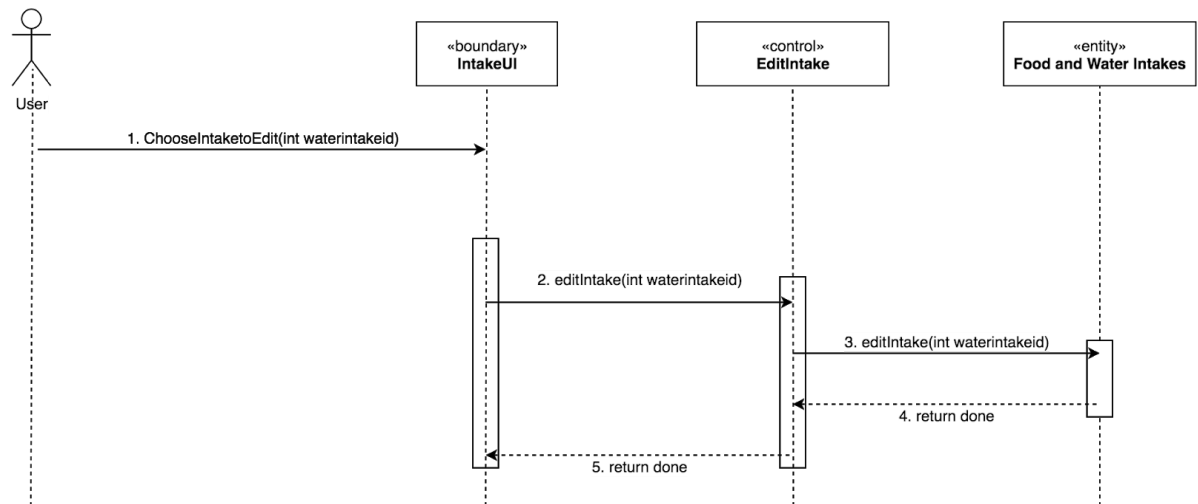 «boundary»
IntakeUI
«control»
EditIntake
«entity»
Food and Water Intakes
User
1. ChooseIntaketoEdit(int waterintakeid)
2. editIntake(int waterintakeid)
3. editIntake(int waterintakeid)
4. return done
5. return done